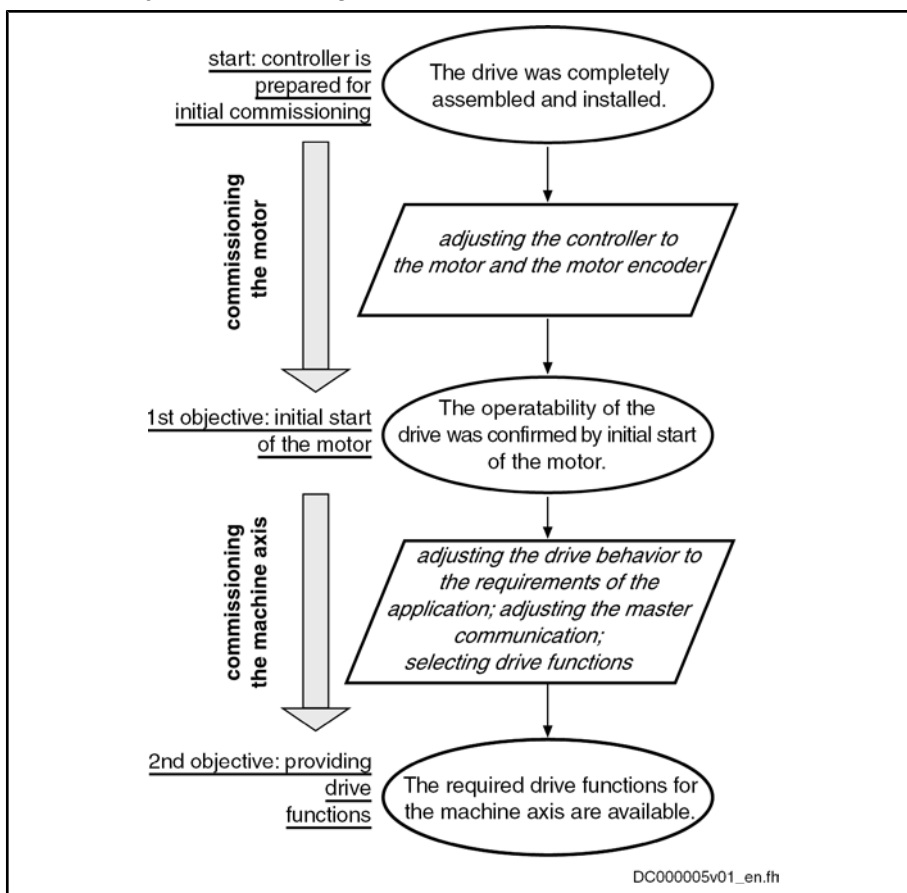 start: controller is
prepared for
initial commissioning
The drive was completely
assembled and installed.
commissioning
the motor
adjusting the controller to
the motor and the motor encoder
1st objective: initial start
of the motor
The operatability of the
drive was confirmed by initial start
of the motor.
commissioning
the machine axis
adjusting the drive behavior to
the requirements of the
application; adjusting the master
communication;
selecting drive functions
2nd objective: providing
drive
functions
The required drive functions for
the machine axis are available.
DC000005v01_en.fh